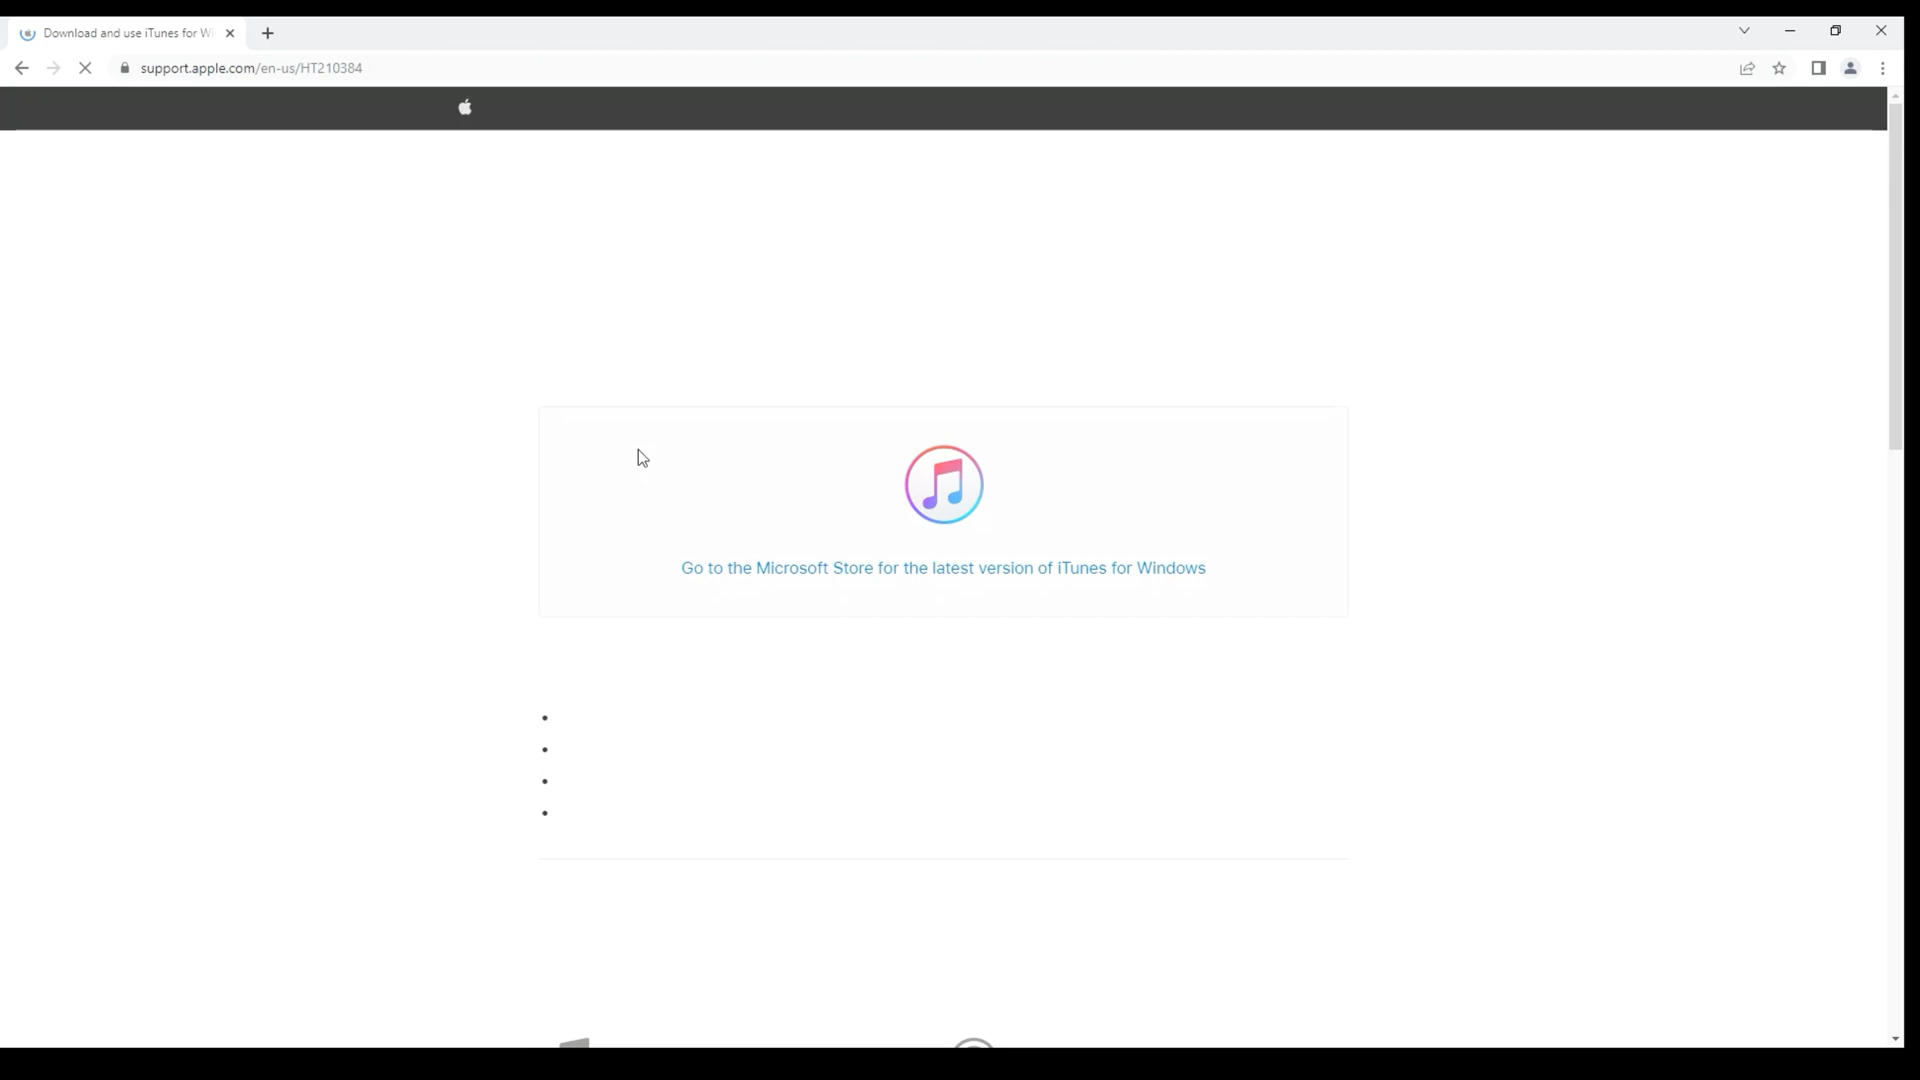 Download and use iTunes for Wi
support.apple.com/en-us/HT210384
Go to the Microsoft Store for the latest version of iTunes for Windows